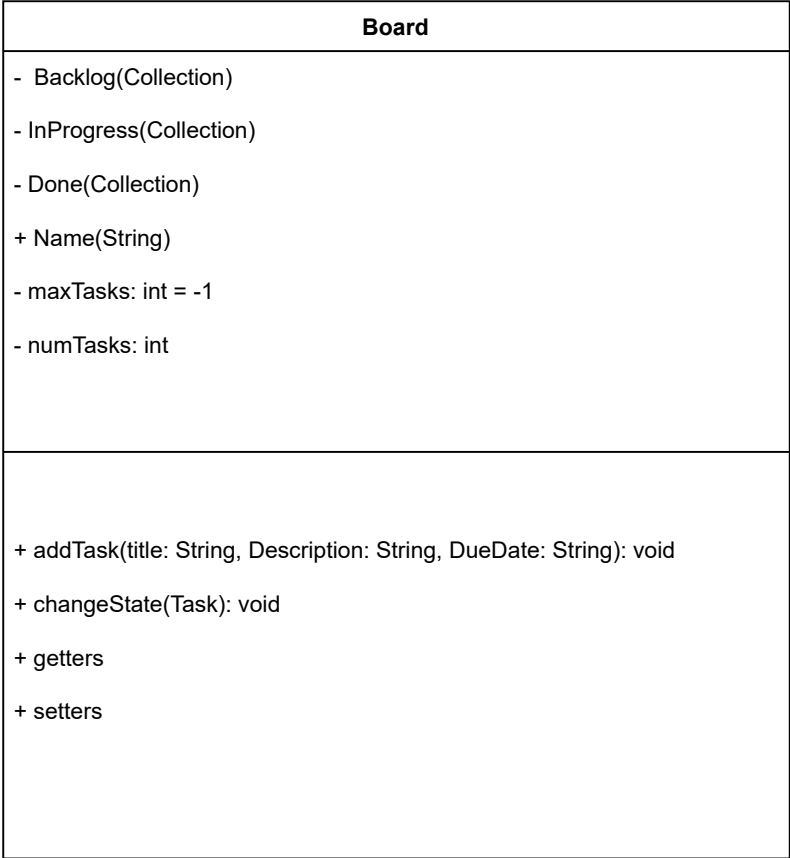 Board
- Backlog(Collection)
- InProgress(Collection)
- Done(Collection)
+ Name(String)
- maxTasks: int = -1
- numTasks: int
+ addTask(title: String, Description: String, DueDate: String): void
+ changeState(Task): void
+ getters
+ setters